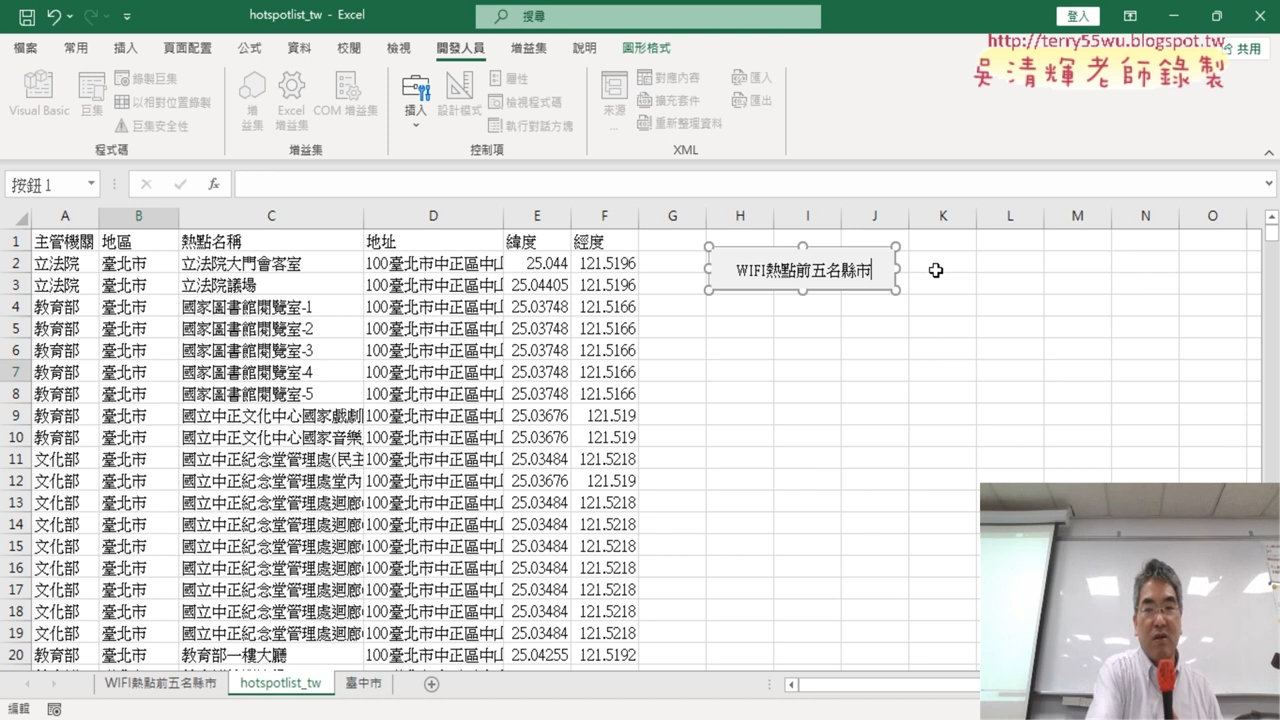 hotspotlist_tw - Excel
搜尋
登入
檔案 常用 插入 頁面配置 公式 資料 校閱 檢視 開發人員 增益集 說明 圖形格式 共用
http://terry55wu.blogspot.tw
吳清輝老師錄製
Visual Basic 巨集 錄製巨集 以相對位置錄製 巨集安全性
增益集 Excel 增益集 COM 增益集
插入 設計模式 屬性 檢視程式碼 執行對話方塊
來源 ... 對應內容 擴充套件 重新整理資料 匯入 匯出
程式碼 增益集 控制項 XML
按鈕 1 fx
A B C D E F G H I J K L M N O
1 主管機關 地區 熱點名稱 地址 緯度 經度
2 立法院 臺北市 立法院大門會客室 100臺北市中正區中山 25.044 121.5196
WIFI熱點前五名縣市
3 立法院 臺北市 立法院議場 100臺北市中正區中山 25.04405 121.5196
4 教育部 臺北市 國家圖書館閱覽室-1 100臺北市中正區中山 25.03748 121.5166
5 教育部 臺北市 國家圖書館閱覽室-2 100臺北市中正區中山 25.03748 121.5166
6 教育部 臺北市 國家圖書館閱覽室-3 100臺北市中正區中山 25.03748 121.5166
7 教育部 臺北市 國家圖書館閱覽室-4 100臺北市中正區中山 25.03748 121.5166
8 教育部 臺北市 國家圖書館閱覽室-5 100臺北市中正區中山 25.03748 121.5166
9 教育部 臺北市 國立中正文化中心國家戲劇 100臺北市中正區中山 25.03676 121.519
10 教育部 臺北市 國立中正文化中心國家音樂 100臺北市中正區中山 25.03676 121.519
11 文化部 臺北市 國立中正紀念堂管理處(民主 100臺北市中正區中山 25.03484 121.5218
12 文化部 臺北市 國立中正紀念堂管理處堂內 100臺北市中正區中山 25.03676 121.519
13 文化部 臺北市 國立中正紀念堂管理處迴廊 100臺北市中正區中山 25.03484 121.5218
14 文化部 臺北市 國立中正紀念堂管理處迴廊 100臺北市中正區中山 25.03484 121.5218
15 文化部 臺北市 國立中正紀念堂管理處迴廊 100臺北市中正區中山 25.03484 121.5218
16 文化部 臺北市 國立中正紀念堂管理處迴廊 100臺北市中正區中山 25.03484 121.5218
17 文化部 臺北市 國立中正紀念堂管理處迴廊 100臺北市中正區中山 25.03484 121.5218
18 文化部 臺北市 國立中正紀念堂管理處迴廊 100臺北市中正區中山 25.03484 121.5218
19 文化部 臺北市 國立中正紀念堂管理處迴廊 100臺北市中正區中山 25.03484 121.5218
20 教育部 臺北市 教育部一樓大廳 100臺北市中正區中山 25.04255 121.5192
WIFI熱點前五名縣市 hotspotlist_tw 臺中市
編輯